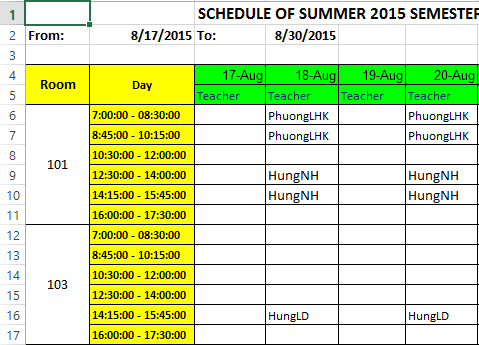 1 SCHEDULE OF SUMMER 2015 SEMESTER
2 From: 8/17/2015 To: 8/30/2015
3
4 Room Day 17-Aug 18-Aug 19-Aug 20-Aug
5 Teacher Teacher Teacher Teacher
6 101 7:00:00 - 08:30:00 PhuongLHK PhuongLHK
7 8:45:00 - 10:15:00 PhuongLHK PhuongLHK
8 10:30:00 - 12:00:00
9 12:30:00 - 14:00:00 HungNH HungNH
10 14:15:00 - 15:45:00 HungNH HungNH
11 16:00:00 - 17:30:00
12 103 7:00:00 - 08:30:00
13 8:45:00 - 10:15:00
14 10:30:00 - 12:00:00
15 12:30:00 - 14:00:00
16 14:15:00 - 15:45:00 HungLD HungLD
17 16:00:00 - 17:30:00